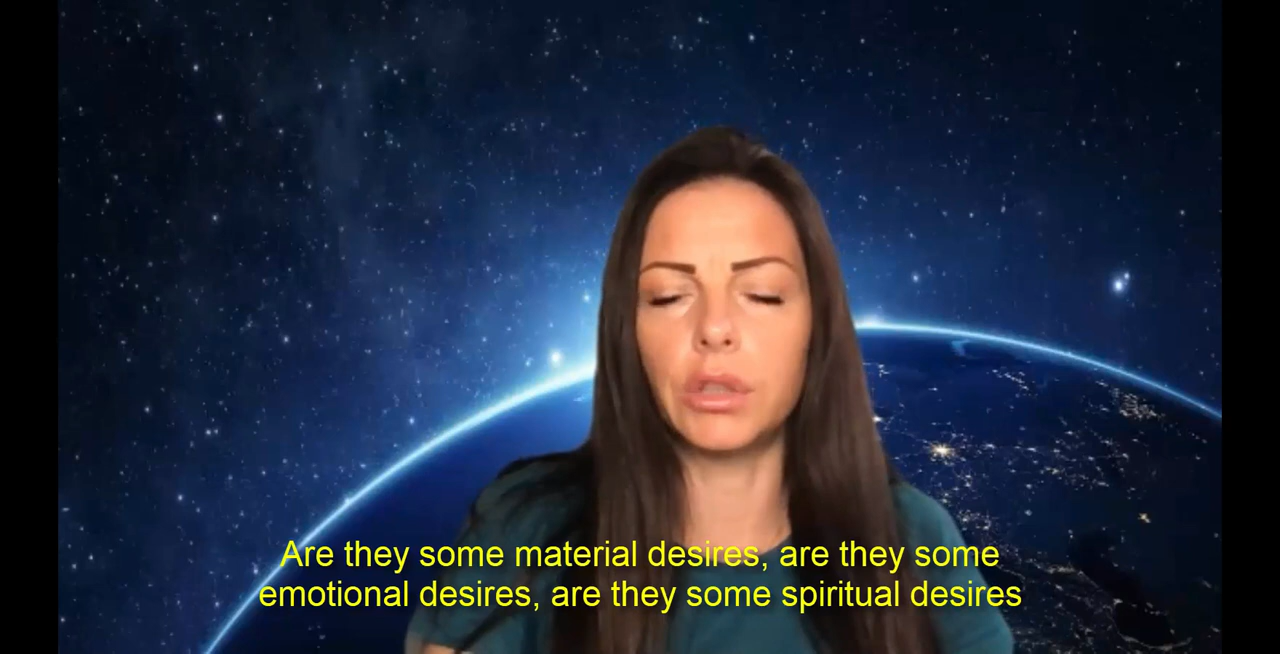 Are they some material desires, are they some
emotional desires, are they some spiritual desires